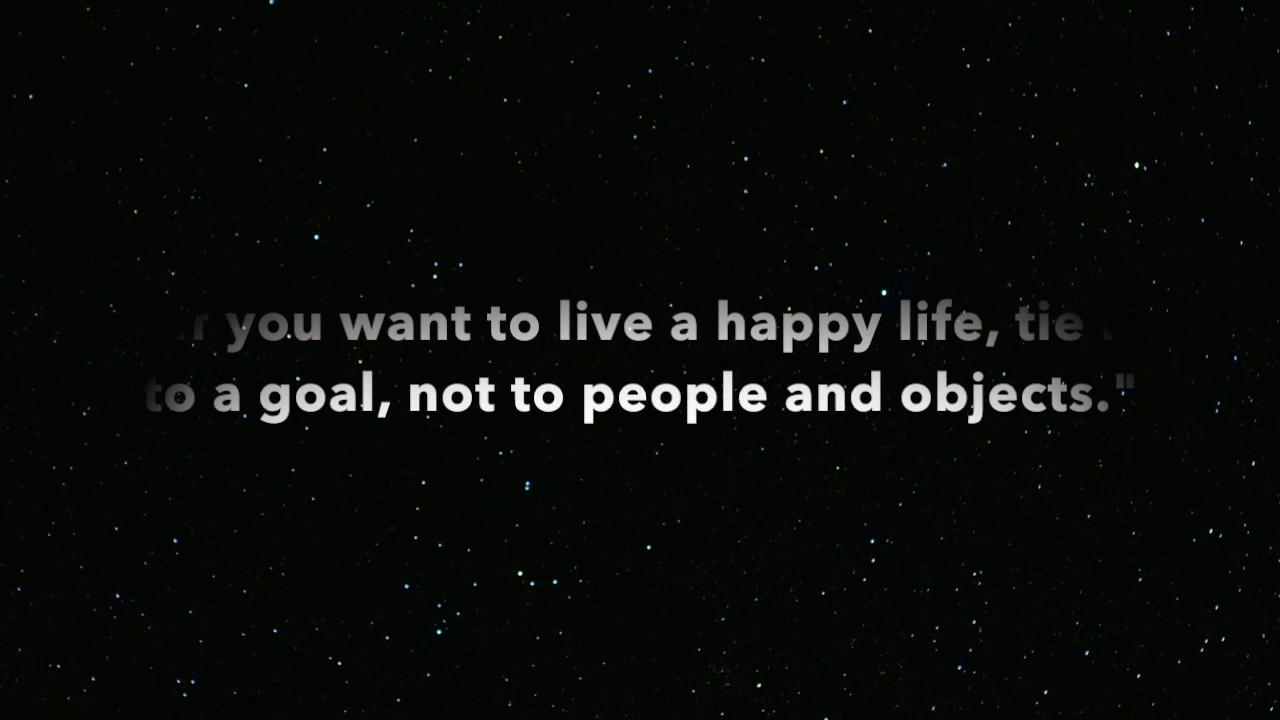 you want to live a happy life, tie
to a goal, not to people and objects."